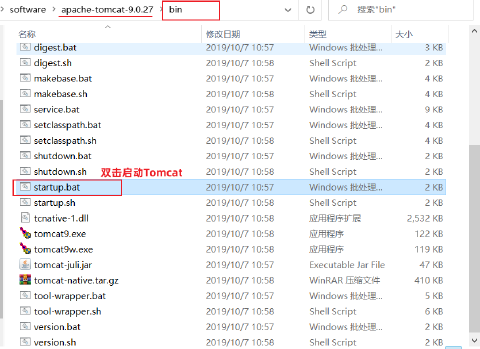 software › apache-tomcat-9.0.27 › bin 搜索"bin"
名称 修改日期 类型 大小
digest.bat 2019/10/7 10:57 Windows 批处理... 3 KB
digest.sh 2019/10/7 10:58 Shell Script 2 KB
makebase.bat 2019/10/7 10:57 Windows 批处理... 4 KB
makebase.sh 2019/10/7 10:58 Shell Script 4 KB
service.bat 2019/10/7 10:57 Windows 批处理... 9 KB
setclasspath.bat 2019/10/7 10:57 Windows 批处理... 4 KB
setclasspath.sh 2019/10/7 10:58 Shell Script 4 KB
shutdown.bat 2019/10/7 10:57 Windows 批处理... 2 KB
双击启动Tomcat
shutdown.sh 2019/10/7 10:58 Shell Script 2 KB
startup.bat 2019/10/7 10:57 Windows 批处理... 2 KB
startup.sh 2019/10/7 10:58 Shell Script 2 KB
tcnative-1.dll 2019/10/7 10:57 应用程序扩展 2,532 KB
tomcat9.exe 2019/10/7 10:57 应用程序 122 KB
tomcat9w.exe 2019/10/7 10:57 应用程序 119 KB
tomcat-juli.jar 2019/10/7 10:57 Executable Jar File 47 KB
tomcat-native.tar.gz 2019/10/7 10:58 WinRAR 压缩文件 410 KB
tool-wrapper.bat 2019/10/7 10:57 Windows 批处理... 5 KB
tool-wrapper.sh 2019/10/7 10:58 Shell Script 6 KB
version.bat 2019/10/7 10:57 Windows 批处理... 2 KB
version.sh 2019/10/7 10:58 Shell Script 2 KB